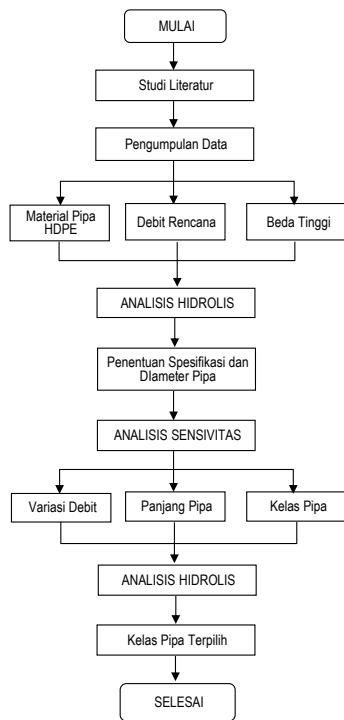 MULAI
Studi Literatur
Pengumpulan Data
Material Pipa
HDPE
Debit Rencana
Beda Tinggi
ANALISIS HIDROLIS
Penentuan Spesifikasi dan
DIameter Pipa
ANALISIS SENSIVITAS
Variasi Debit
Panjang Pipa
Kelas Pipa
ANALISIS HIDROLIS
Kelas Pipa Terpilih
SELESAI